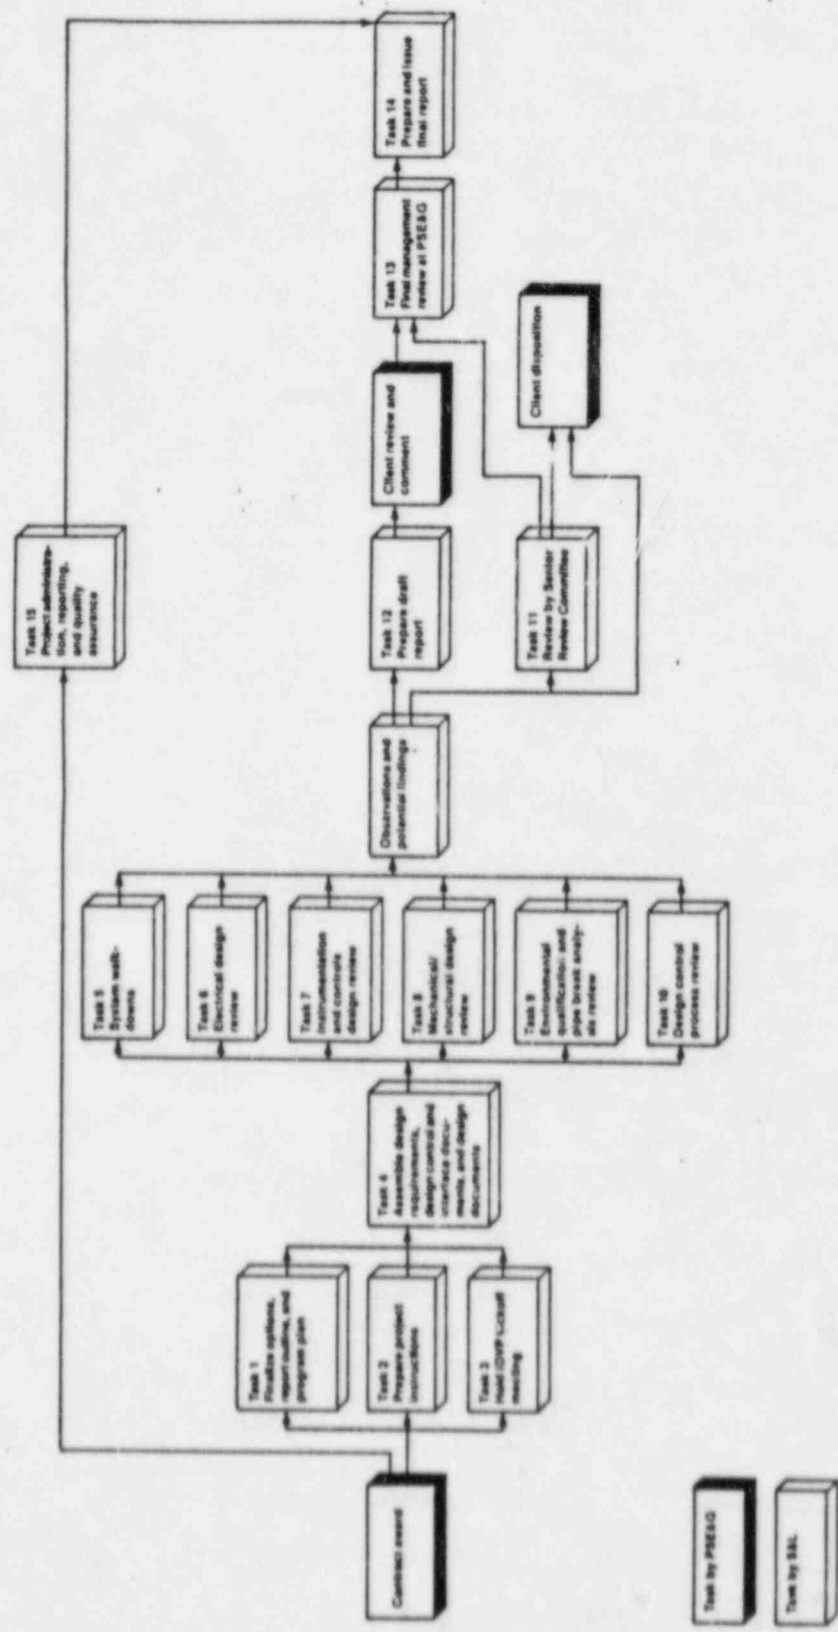 Contract award
Task 1
Finalize options,
report outline, and
program plan
Task 2
Prepare project
instructions
Task 3
Hold IDVP kickoff
meeting
Task 4
Assemble design
requirements,
design control and
interface docu-
ments, and design
documents
Task 5
System walk-
downs
Task 6
Electrical design
review
Task 7
Instrumentation
and controls
design review
Task 8
Mechanical/
structural design
review
Task 9
Environmental
qualification and
pipe break analy-
sis review
Task 10
Design control
process review
Observations and
potential findings
Task 15
Project administra-
tion, reporting,
and quality
assurance
Task 12
Prepare draft
report
Task 11
Review by Senior
Review Committee
Client review and
comment
Client disposition
Task 13
Final management
review at PSE&G
Task 14
Prepare and issue
final report
Task by PSE&G
Task by S&L